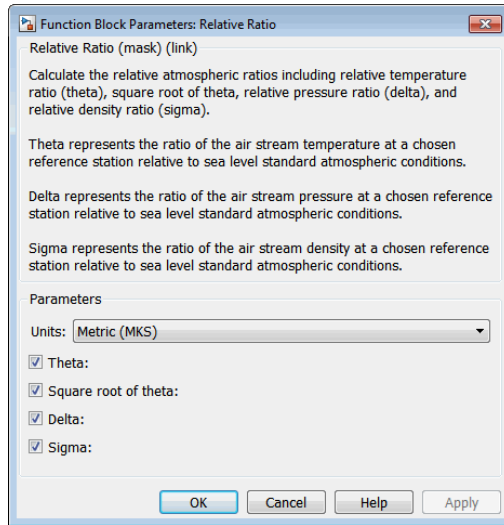 Function Block Parameters: Relative Ratio
Relative Ratio (mask) (link)
Calculate the relative atmospheric ratios including relative temperature
ratio (theta), square root of theta, relative pressure ratio (delta), and
relative density ratio (sigma).
Theta represents the ratio of the air stream temperature at a chosen
reference station relative to sea level standard atmospheric conditions.
Delta represents the ratio of the air stream pressure at a chosen reference
station relative to sea level standard atmospheric conditions.
Sigma represents the ratio of the air stream density at a chosen reference
station relative to sea level standard atmospheric conditions.
Parameters
Units: Metric (MKS)
Theta:
Square root of theta:
Delta:
Sigma:
OK Cancel Help Apply